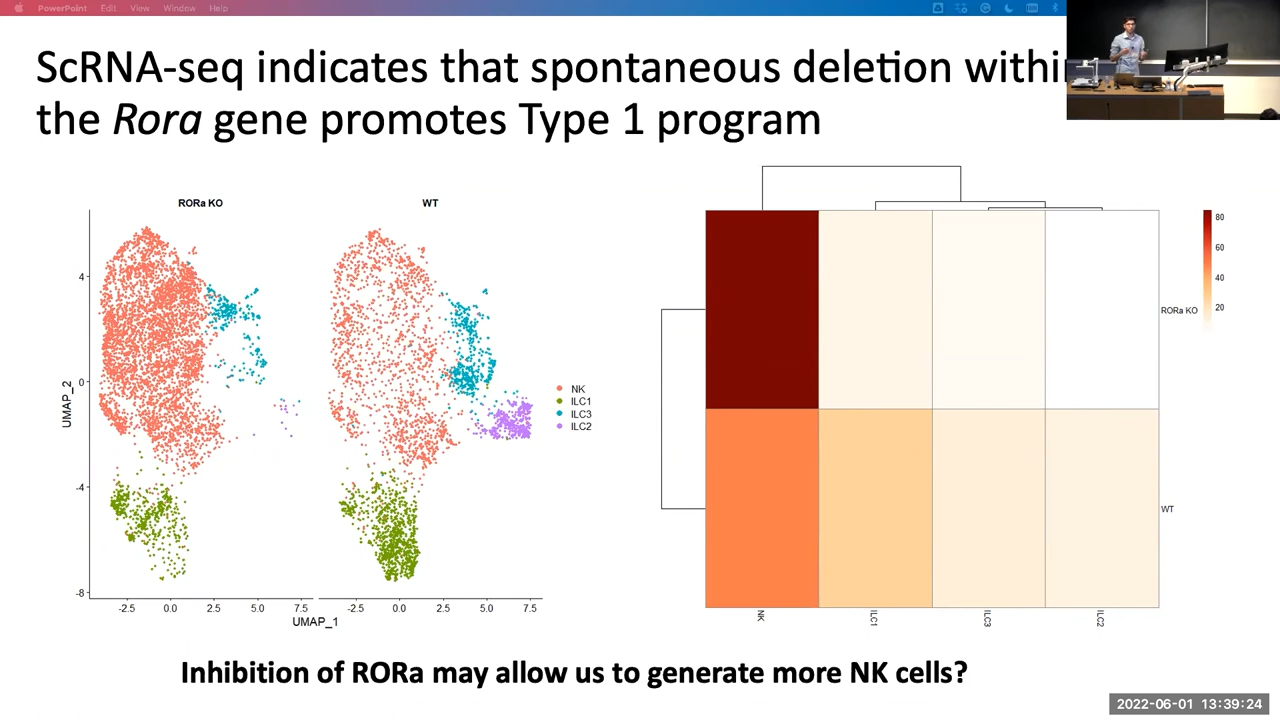 PowerPoint Edit View Window Help
ScRNA-seq indicates that spontaneous deletion within
the Rora gene promotes Type 1 program
RORa KO
WT
4
0
-4
-8
UMAP_2
-2.5 0.0 2.5 5.0 7.5
-2.5 0.0 2.5 5.0 7.5
UMAP_1
NK
ILC1
ILC3
ILC2
80
60
40
20
RORa KO
WT
NK
ILC1
ILC3
ILC2
Inhibition of RORa may allow us to generate more NK cells?
2022-06-01 13:39:24